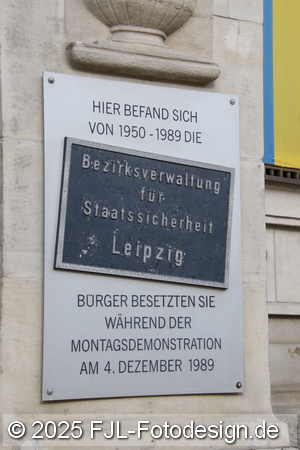 HIER BEFAND SICH
VON 1950 - 1989 DIE
Bezirksverwaltung
für
Staatssicherheit
Leipzig
BÜRGER BESETZTEN SIE
WÄHREND DER
MONTAGSDEMONSTRATION
AM 4. DEZEMBER 1989
© 2025 FJL-Fotodesign.de